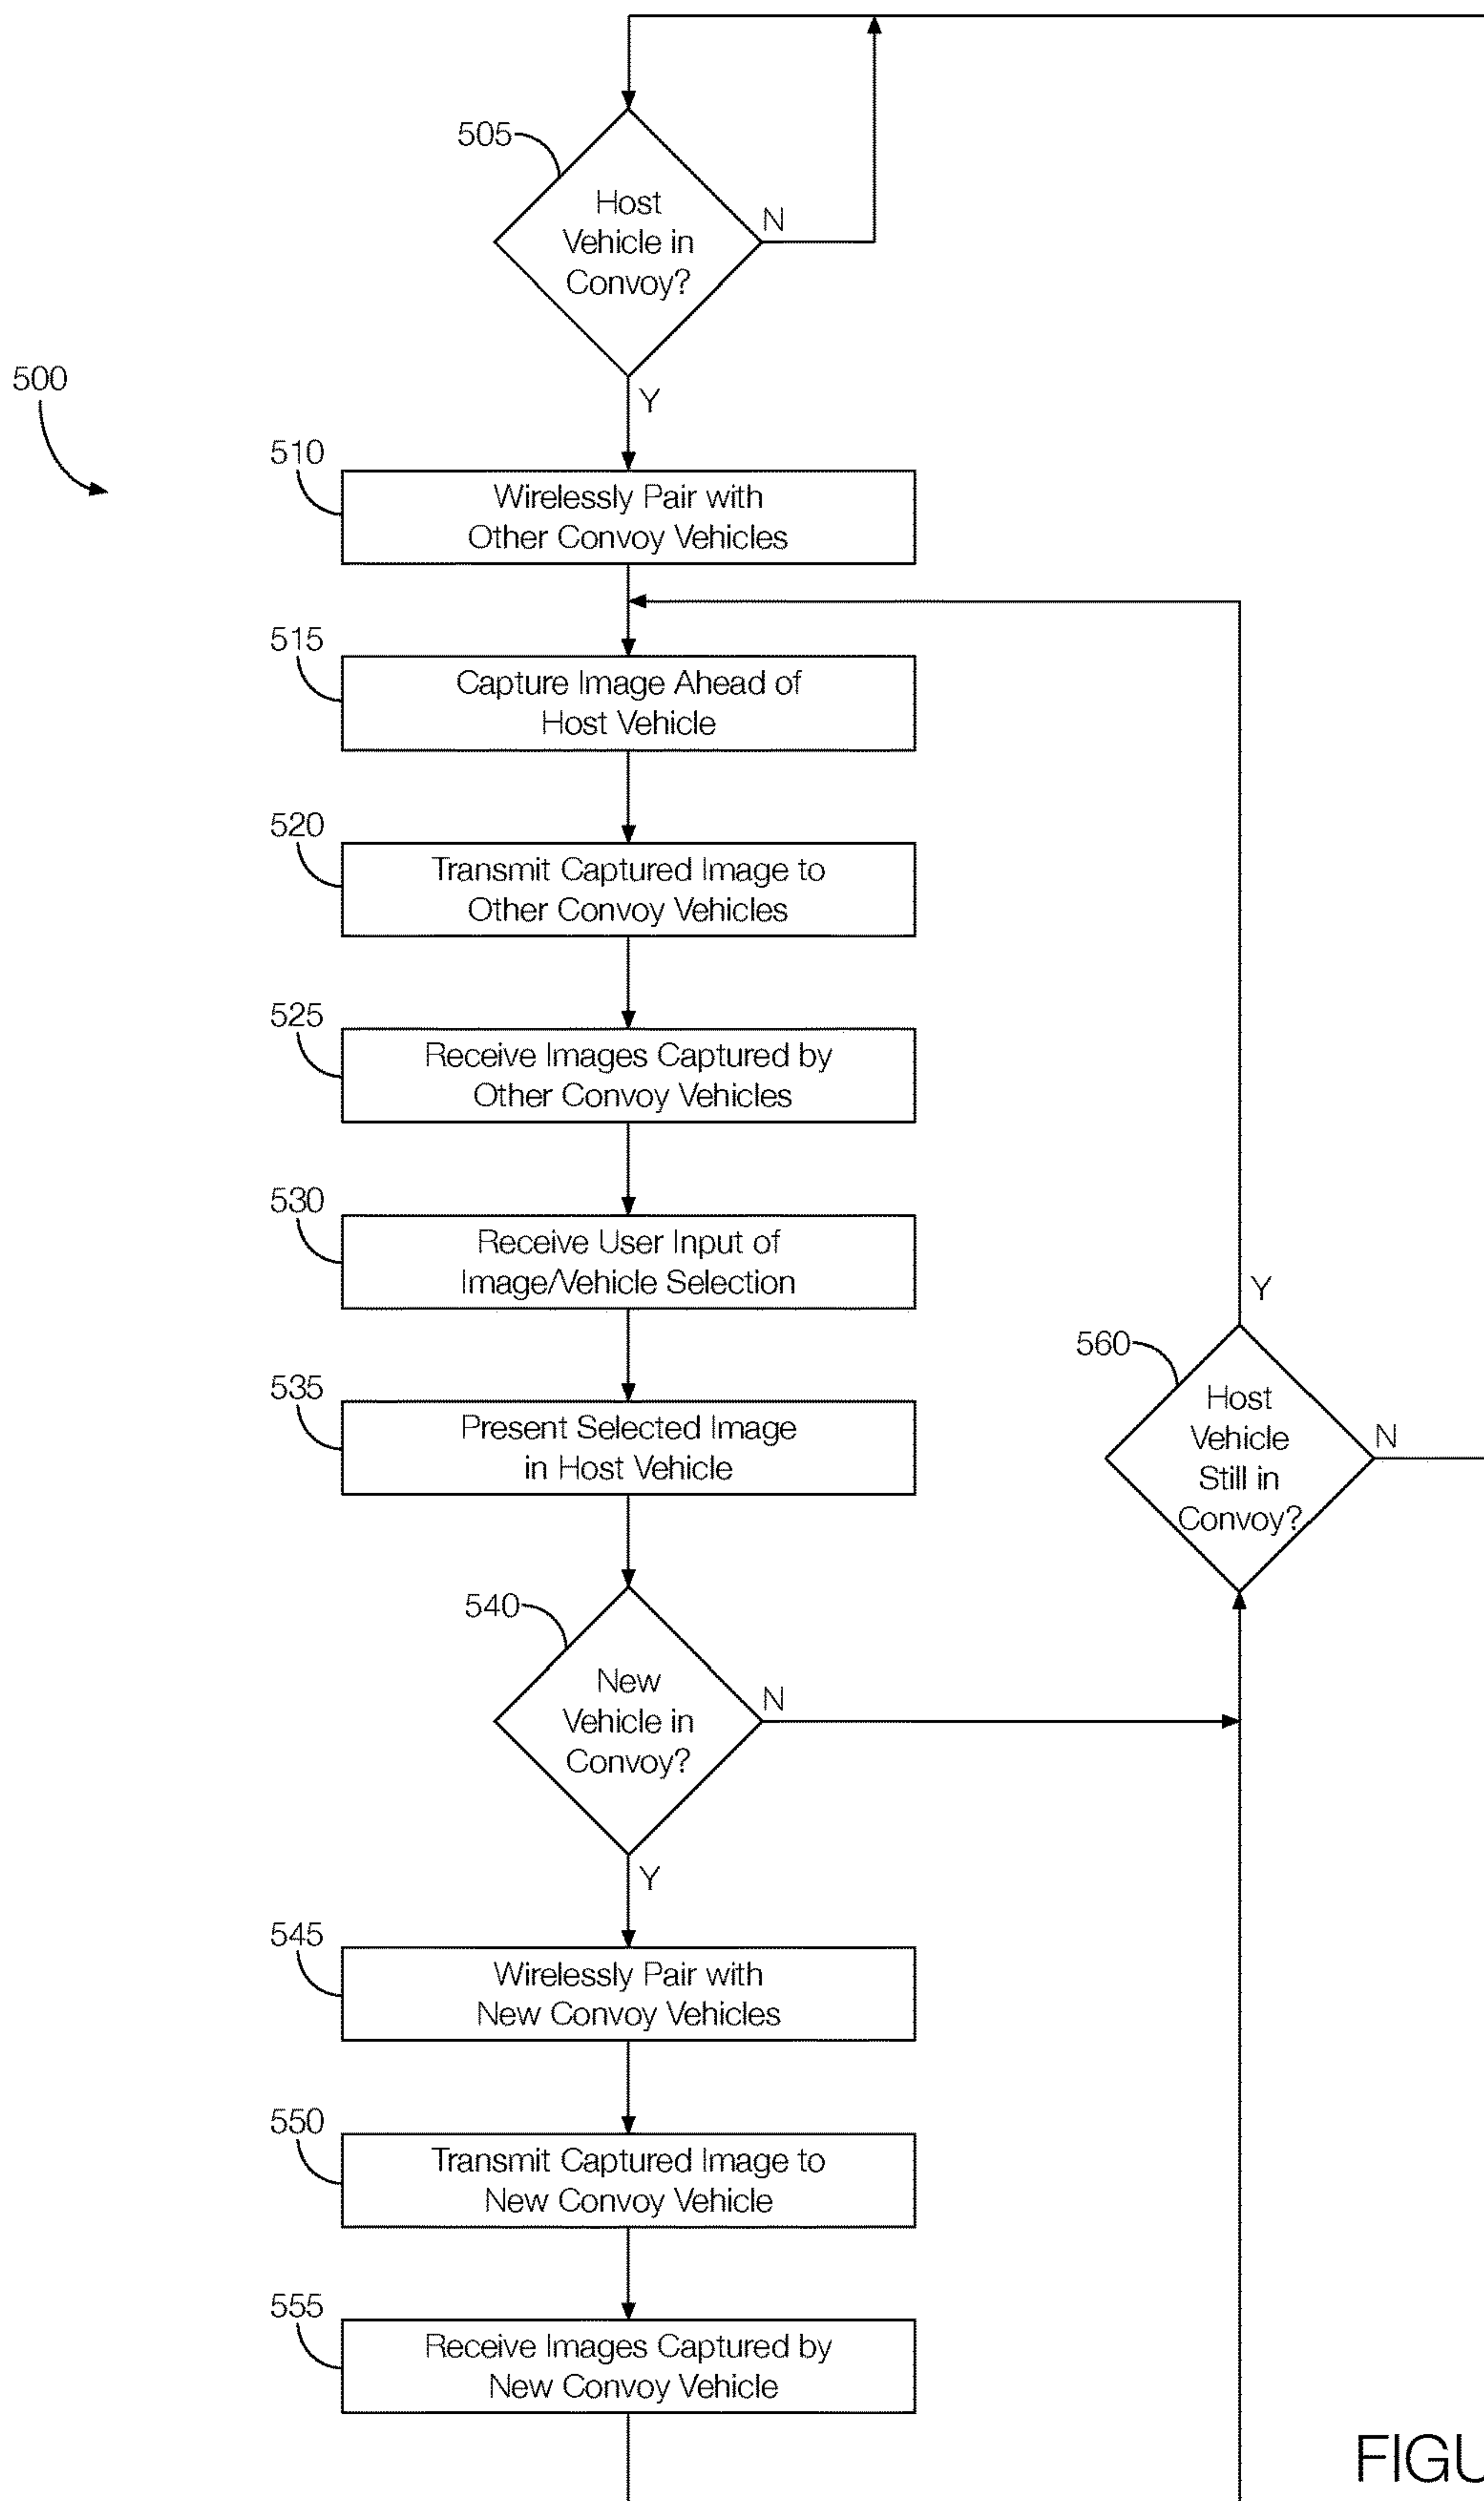 505
Host
Vehicle in
Convoy?
N
500
Y
510
Wirelessly Pair with
Other Convoy Vehicles
515
Capture Image Ahead of
Host Vehicle
520
Transmit Captured Image to
Other Convoy Vehicles
525
Receive Images Captured by
Other Convoy Vehicles
530
Receive User Input of
Image/Vehicle Selection
Y
560
Host
Vehicle
Still in
Convoy?
N
535
Present Selected Image
in Host Vehicle
540
New
Vehicle in
Convoy?
N
Y
545
Wirelessly Pair with
New Convoy Vehicles
550
Transmit Captured Image to
New Convoy Vehicle
555
Receive Images Captured by
New Convoy Vehicle
FIGU